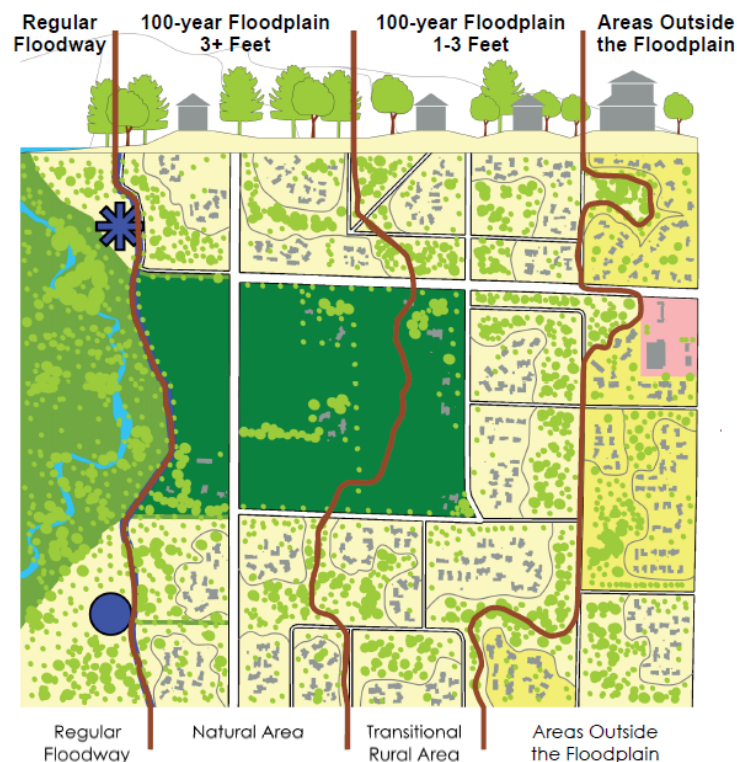 Regular
Floodway
100-year Floodplain
3+ Feet
100-year Floodplain
1-3 Feet
Areas Outside
the Floodplain
Regular
Floodway
Natural Area
Transitional
Rural Area
Areas Outside
the Floodplain